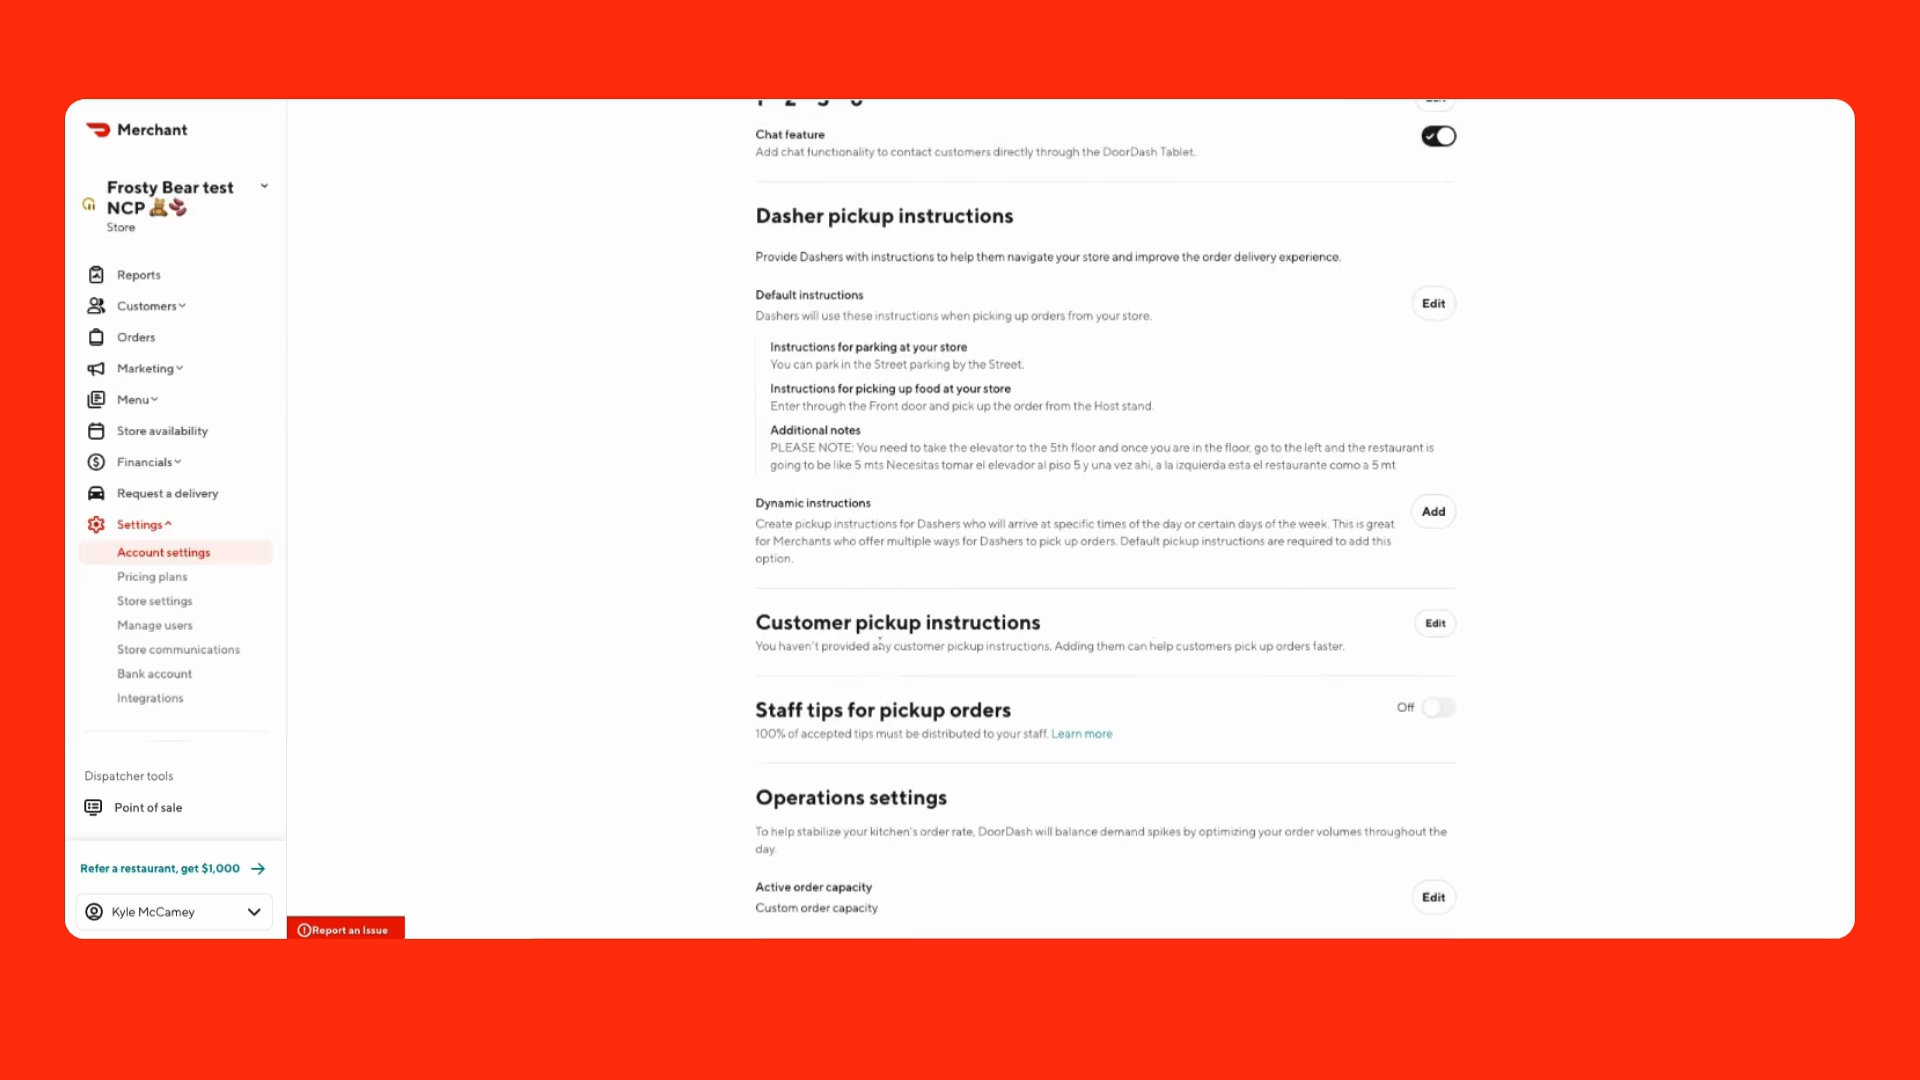 Merchant
Frosty Bear test
NCP
Store
Reports
Customers
Orders
Marketing
Menu
Store availability
Financials
Request a delivery
Settings
Account settings
Pricing plans
Store settings
Manage users
Store communications
Bank account
Integrations
Dispatcher tools
Point of sale
Refer a restaurant, get $1,000
Kyle McCamey
Report an Issue
Chat feature
Add chat functionality to contact customers directly through the DoorDash Tablet.
Dasher pickup instructions
Provide Dashers with instructions to help them navigate your store and improve the order delivery experience.
Default instructions
Edit
Dashers will use these instructions when picking up orders from your store.
Instructions for parking at your store
You can park in the Street parking by the Street.
Instructions for picking up food at your store
Enter through the Front door and pick up the order from the Host stand.
Additional notes
PLEASE NOTE: You need to take the elevator to the 5th floor and once you are in the floor, go to the left and the restaurant is
going to be like 5 mts Necesitas tomar el elevador al piso 5 y una vez ahi, a la izquierda esta el restaurante como a 5 mt
Dynamic instructions
Add
Create pickup instructions for Dashers who will arrive at specific times of the day or certain days of the week. This is great
for Merchants who offer multiple ways for Dashers to pick up orders. Default pickup instructions are required to add this
option.
Customer pickup instructions
Edit
You haven't provided any customer pickup instructions. Adding them can help customers pick up orders faster.
Staff tips for pickup orders
Off
100% of accepted tips must be distributed to your staff. Learn more
Operations settings
To help stabilize your kitchen's order rate, DoorDash will balance demand spikes by optimizing your order volumes throughout the
day.
Active order capacity
Edit
Custom order capacity